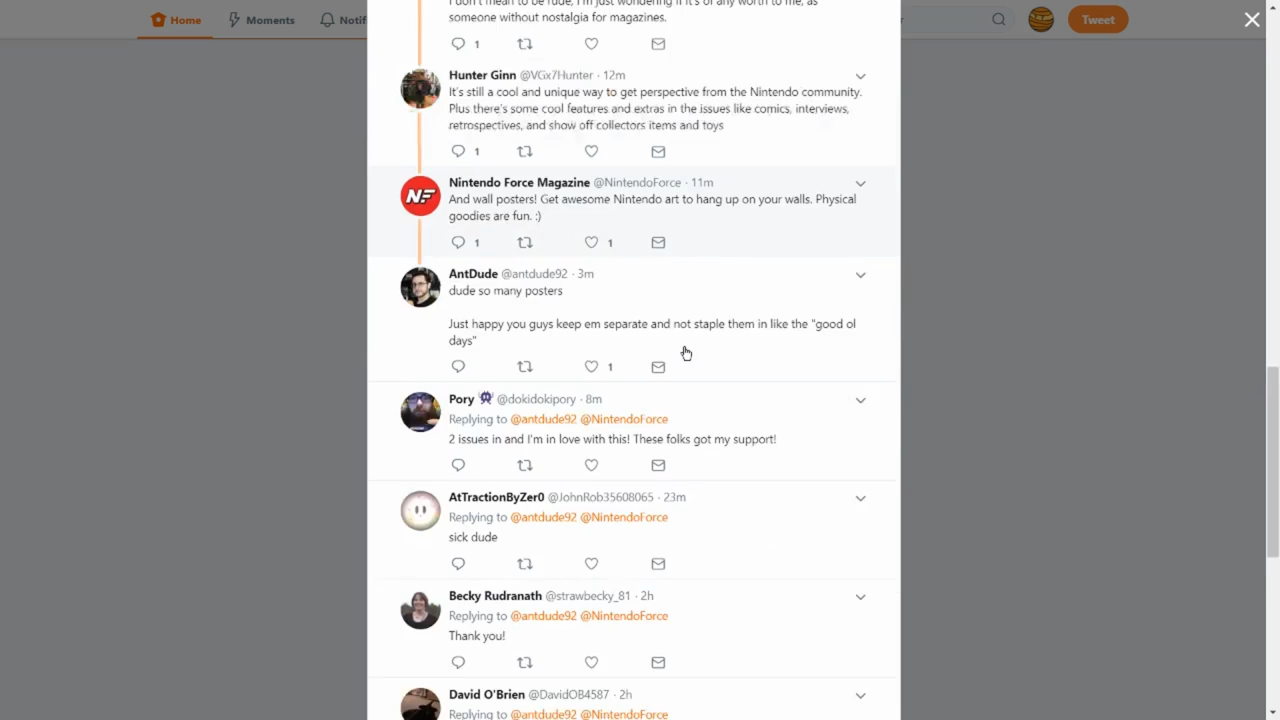 Home
Moments
Tweet
I don't mean to be rude, I'm just wondering if it's of any worth to me, as
someone without nostalgia for magazines.
1
Hunter Ginn @VGx7Hunter · 12m
It's still a cool and unique way to get perspective from the Nintendo community.
Plus there's some cool features and extras in the issues like comics, interviews,
retrospectives, and show off collectors items and toys
1
NF
Nintendo Force Magazine @NintendoForce · 11m
And wall posters! Get awesome Nintendo art to hang up on your walls. Physical
goodies are fun. :)
1 1
AntDude @antdude92 · 3m
dude so many posters
Just happy you guys keep em separate and not staple them in like the "good ol
days"
1
Pory @dokidokipory · 8m
Replying to @antdude92 @NintendoForce
2 issues in and I'm in love with this! These folks got my support!
AtTractionByZer0 @JohnRob35608065 · 23m
Replying to @antdude92 @NintendoForce
sick dude
Becky Rudranath @strawbecky_81 · 2h
Replying to @antdude92 @NintendoForce
Thank you!
David O'Brien @DavidOB4587 · 2h
Replying to @antdude92 @NintendoForce